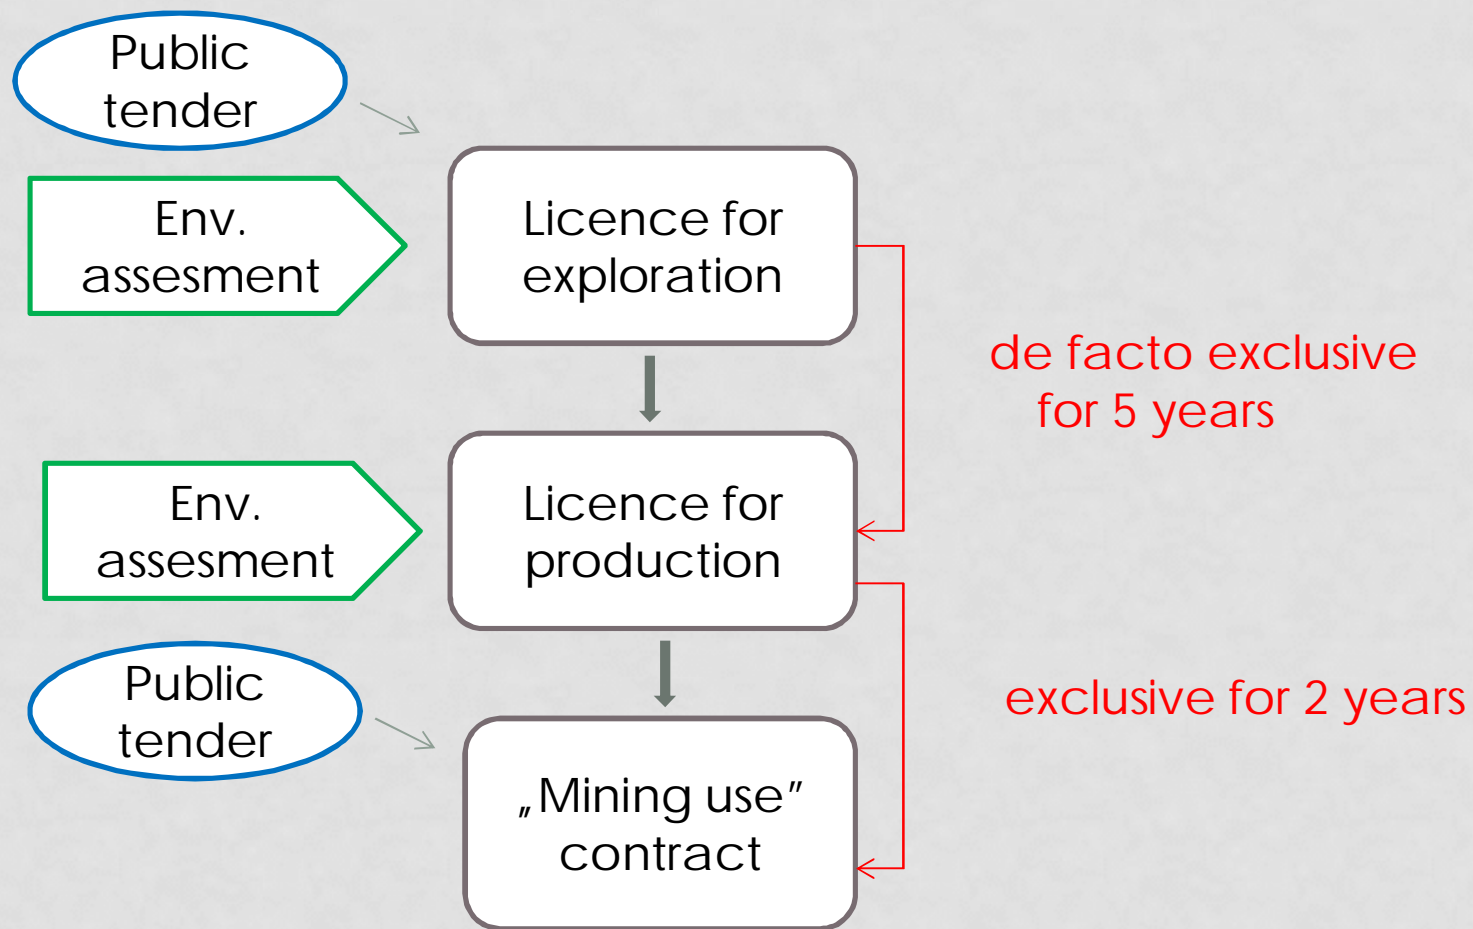 Public
tender
Env.
assesment
Licence for
exploration
de facto exclusive
for 5 years
Env.
assesment
Licence for
production
Public
tender
exclusive for 2 years
„Mining use”
contract